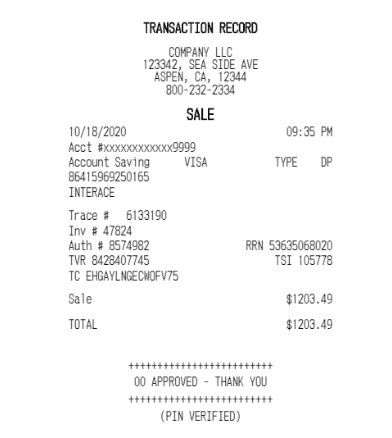 TRANSACTION RECORD
COMPANY LLC
123342, SEA SIDE AVE
ASPEN, CA, 12344
800-232-2334
SALE
10/18/2020 09:35 PM
Acct #xxxxxxxxxxxx9999
Account Saving VISA TYPE DP
86415969250165
INTERACE
Trace # 6133190
Inv # 47824
Auth # 8574982 RRN 53635068020
TVR 8428407745 TSI 105778
TC EHGAYLNGECWOFV75
Sale $1203.49
TOTAL $1203.49
+++++++++++++++++++++++++
00 APPROVED - THANK YOU
+++++++++++++++++++++++++
(PIN VERIFIED)